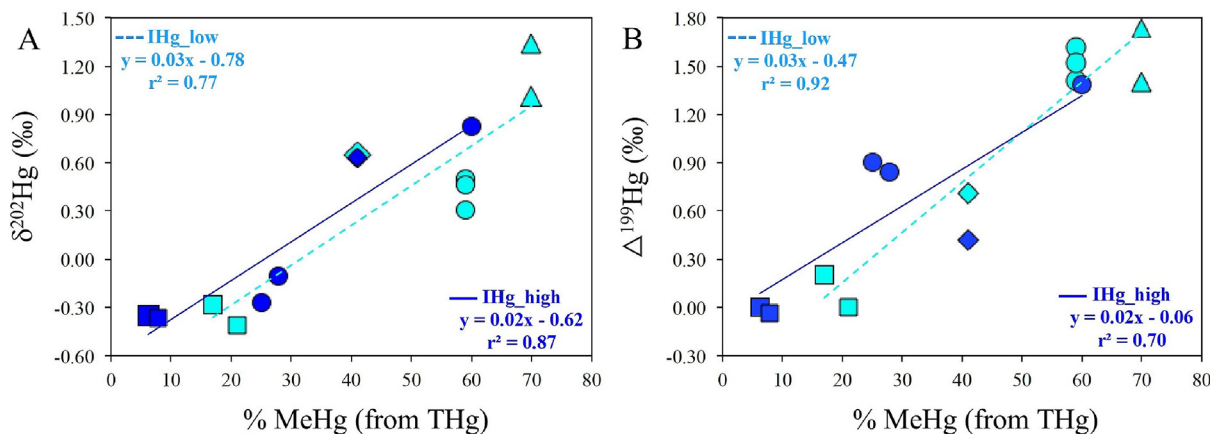 A
IHg_low
y = 0.03x - 0.78
r² = 0.77
δ²⁰²Hg (‰)
1.50
1.20
0.90
0.60
0.30
0.00
-0.30
-0.60
IHg_high
y = 0.02x - 0.62
r² = 0.87
0 10 20 30 40 50 60 70 80
% MeHg (from THg)
B
IHg_low
y = 0.03x - 0.47
r² = 0.92
△¹⁹⁹Hg (‰)
1.80
1.50
1.20
0.90
0.60
0.30
0.00
-0.30
IHg_high
y = 0.02x - 0.06
r² = 0.70
0 10 20 30 40 50 60 70 80
% MeHg (from THg)